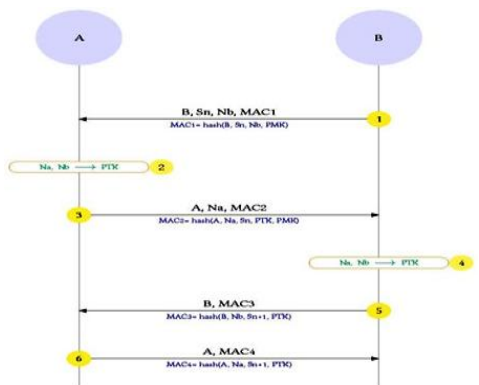 A
B
B, Sn, Nb, MAC1
MAC1= hash(B, Sn, Nb, PMK)
1
Na, Nb ⟶ PTK
2
3
A, Na, MAC2
MAC2= hash(A, Na, Sn, PTK, PMK)
Na, Nb ⟶ PTK
4
B, MAC3
MAC3= hash(B, Nb, Sn+1, PTK)
5
6
A, MAC4
MAC4= hash(A, Na, Sn+1, PTK)